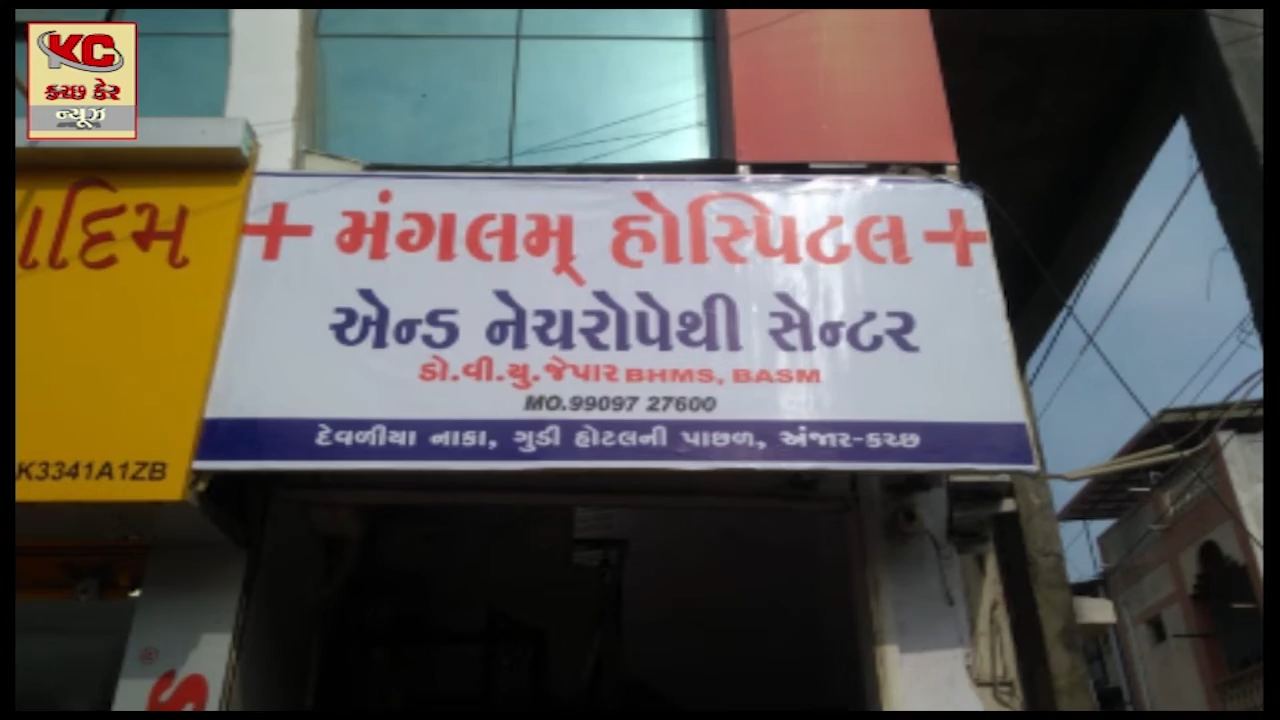 KC
કચ્છ કેર
ન્યૂઝ
ાદિમ
+ મંગલમ્ હોસ્પિટલ +
એન્ડ નેચરોપેથી સેન્ટર
ડો.વી.યુ.જેપાર BHMS, BASM
MO.99097 27600
દેવળીયા નાકા, ગુડી હોટલની પાછળ, અંજાર-કચ્છ
K3341A1ZB
S